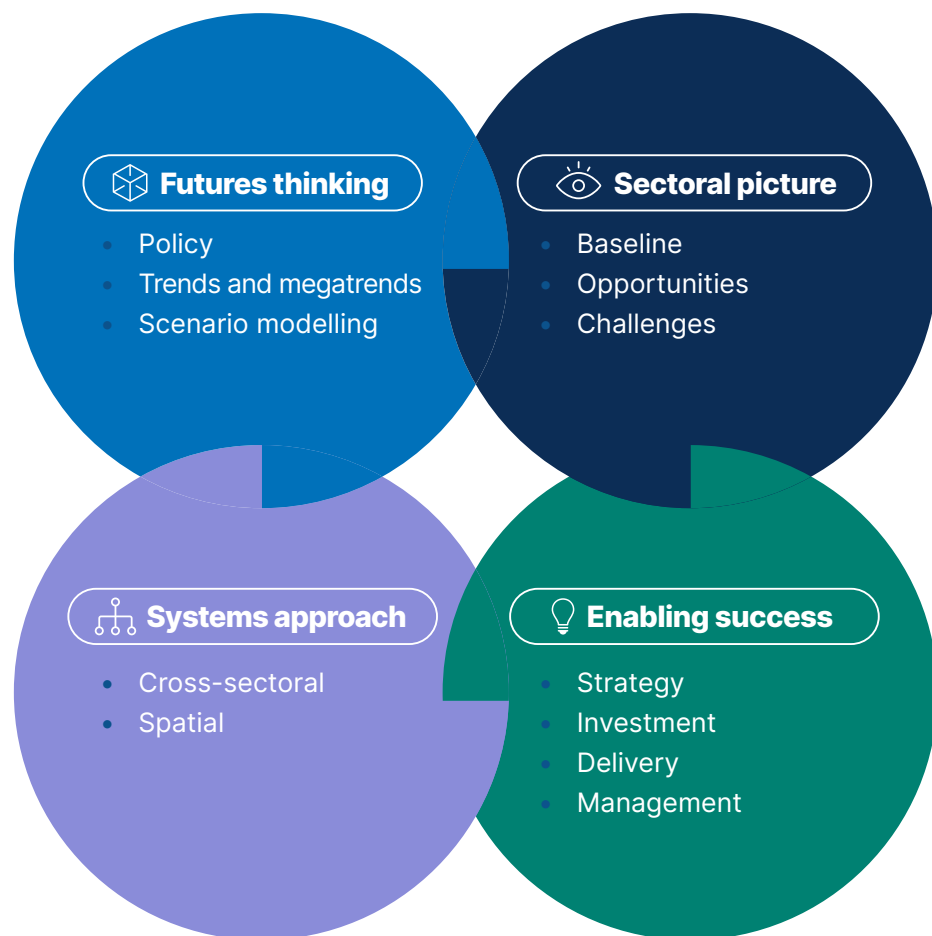 Futures thinking
• Policy
• Trends and megatrends
• Scenario modelling
Sectoral picture
• Baseline
• Opportunities
• Challenges
Systems approach
• Cross-sectoral
• Spatial
Enabling success
• Strategy
• Investment
• Delivery
• Management